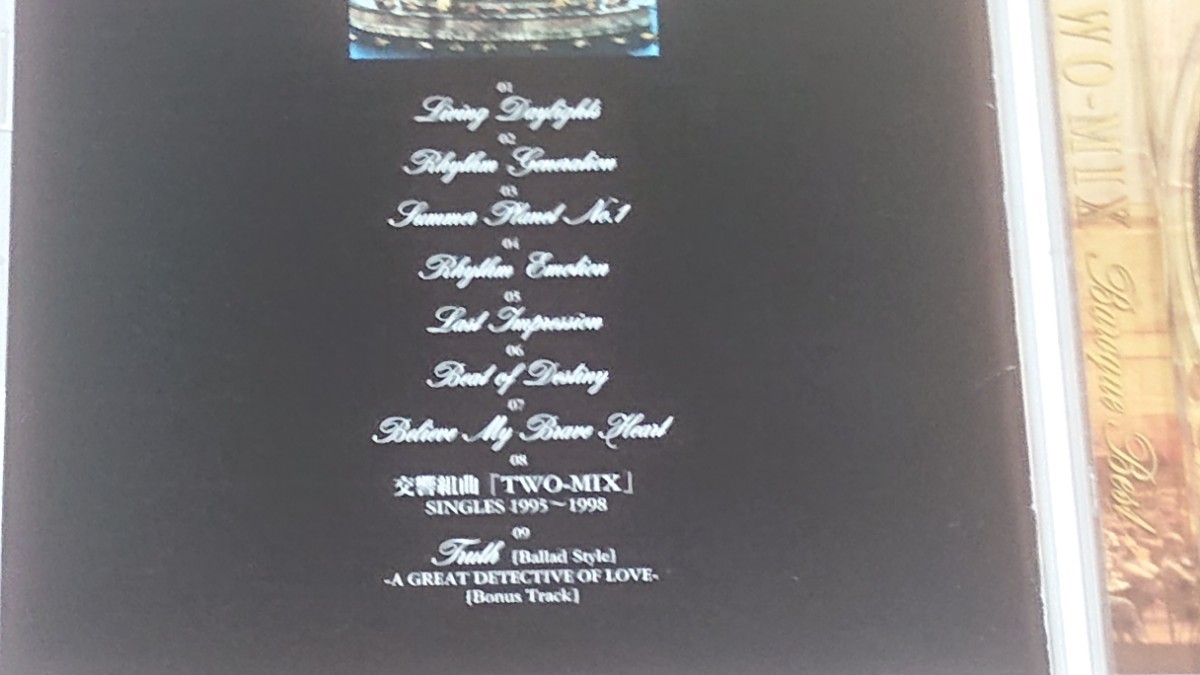 01
Living Daylights
02
Rhythm Generation
03
Summer Planet No.1
04
Rhythm Emotion
05
Last Impression
06
Beat of Destiny
07
Believe My Brave Heart
08
交響組曲「TWO-MIX」
SINGLES 1995〜1998
09
Truth [Ballad Style]
-A GREAT DETECTIVE OF LOVE-
[Bonus Track]
WO-MIX Baroque Best